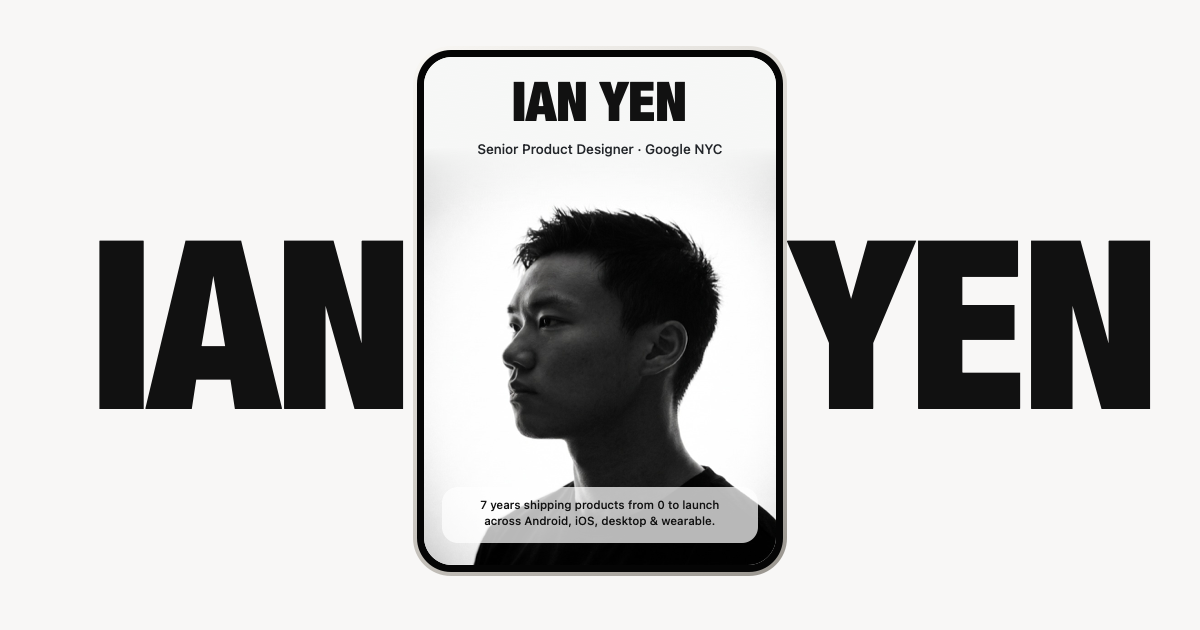 IAN YEN
Senior Product Designer · Google NYC
IAN YEN
7 years shipping products from 0 to launch
across Android, iOS, desktop & wearable.